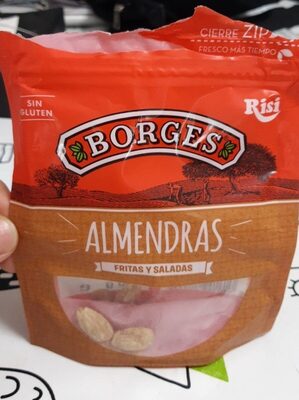 CIERRE ZIP
FRESCO MÁS TIEMPO
SIN
GLUTEN
Risi
BORGES
ALMENDRAS
FRITAS Y SALADAS